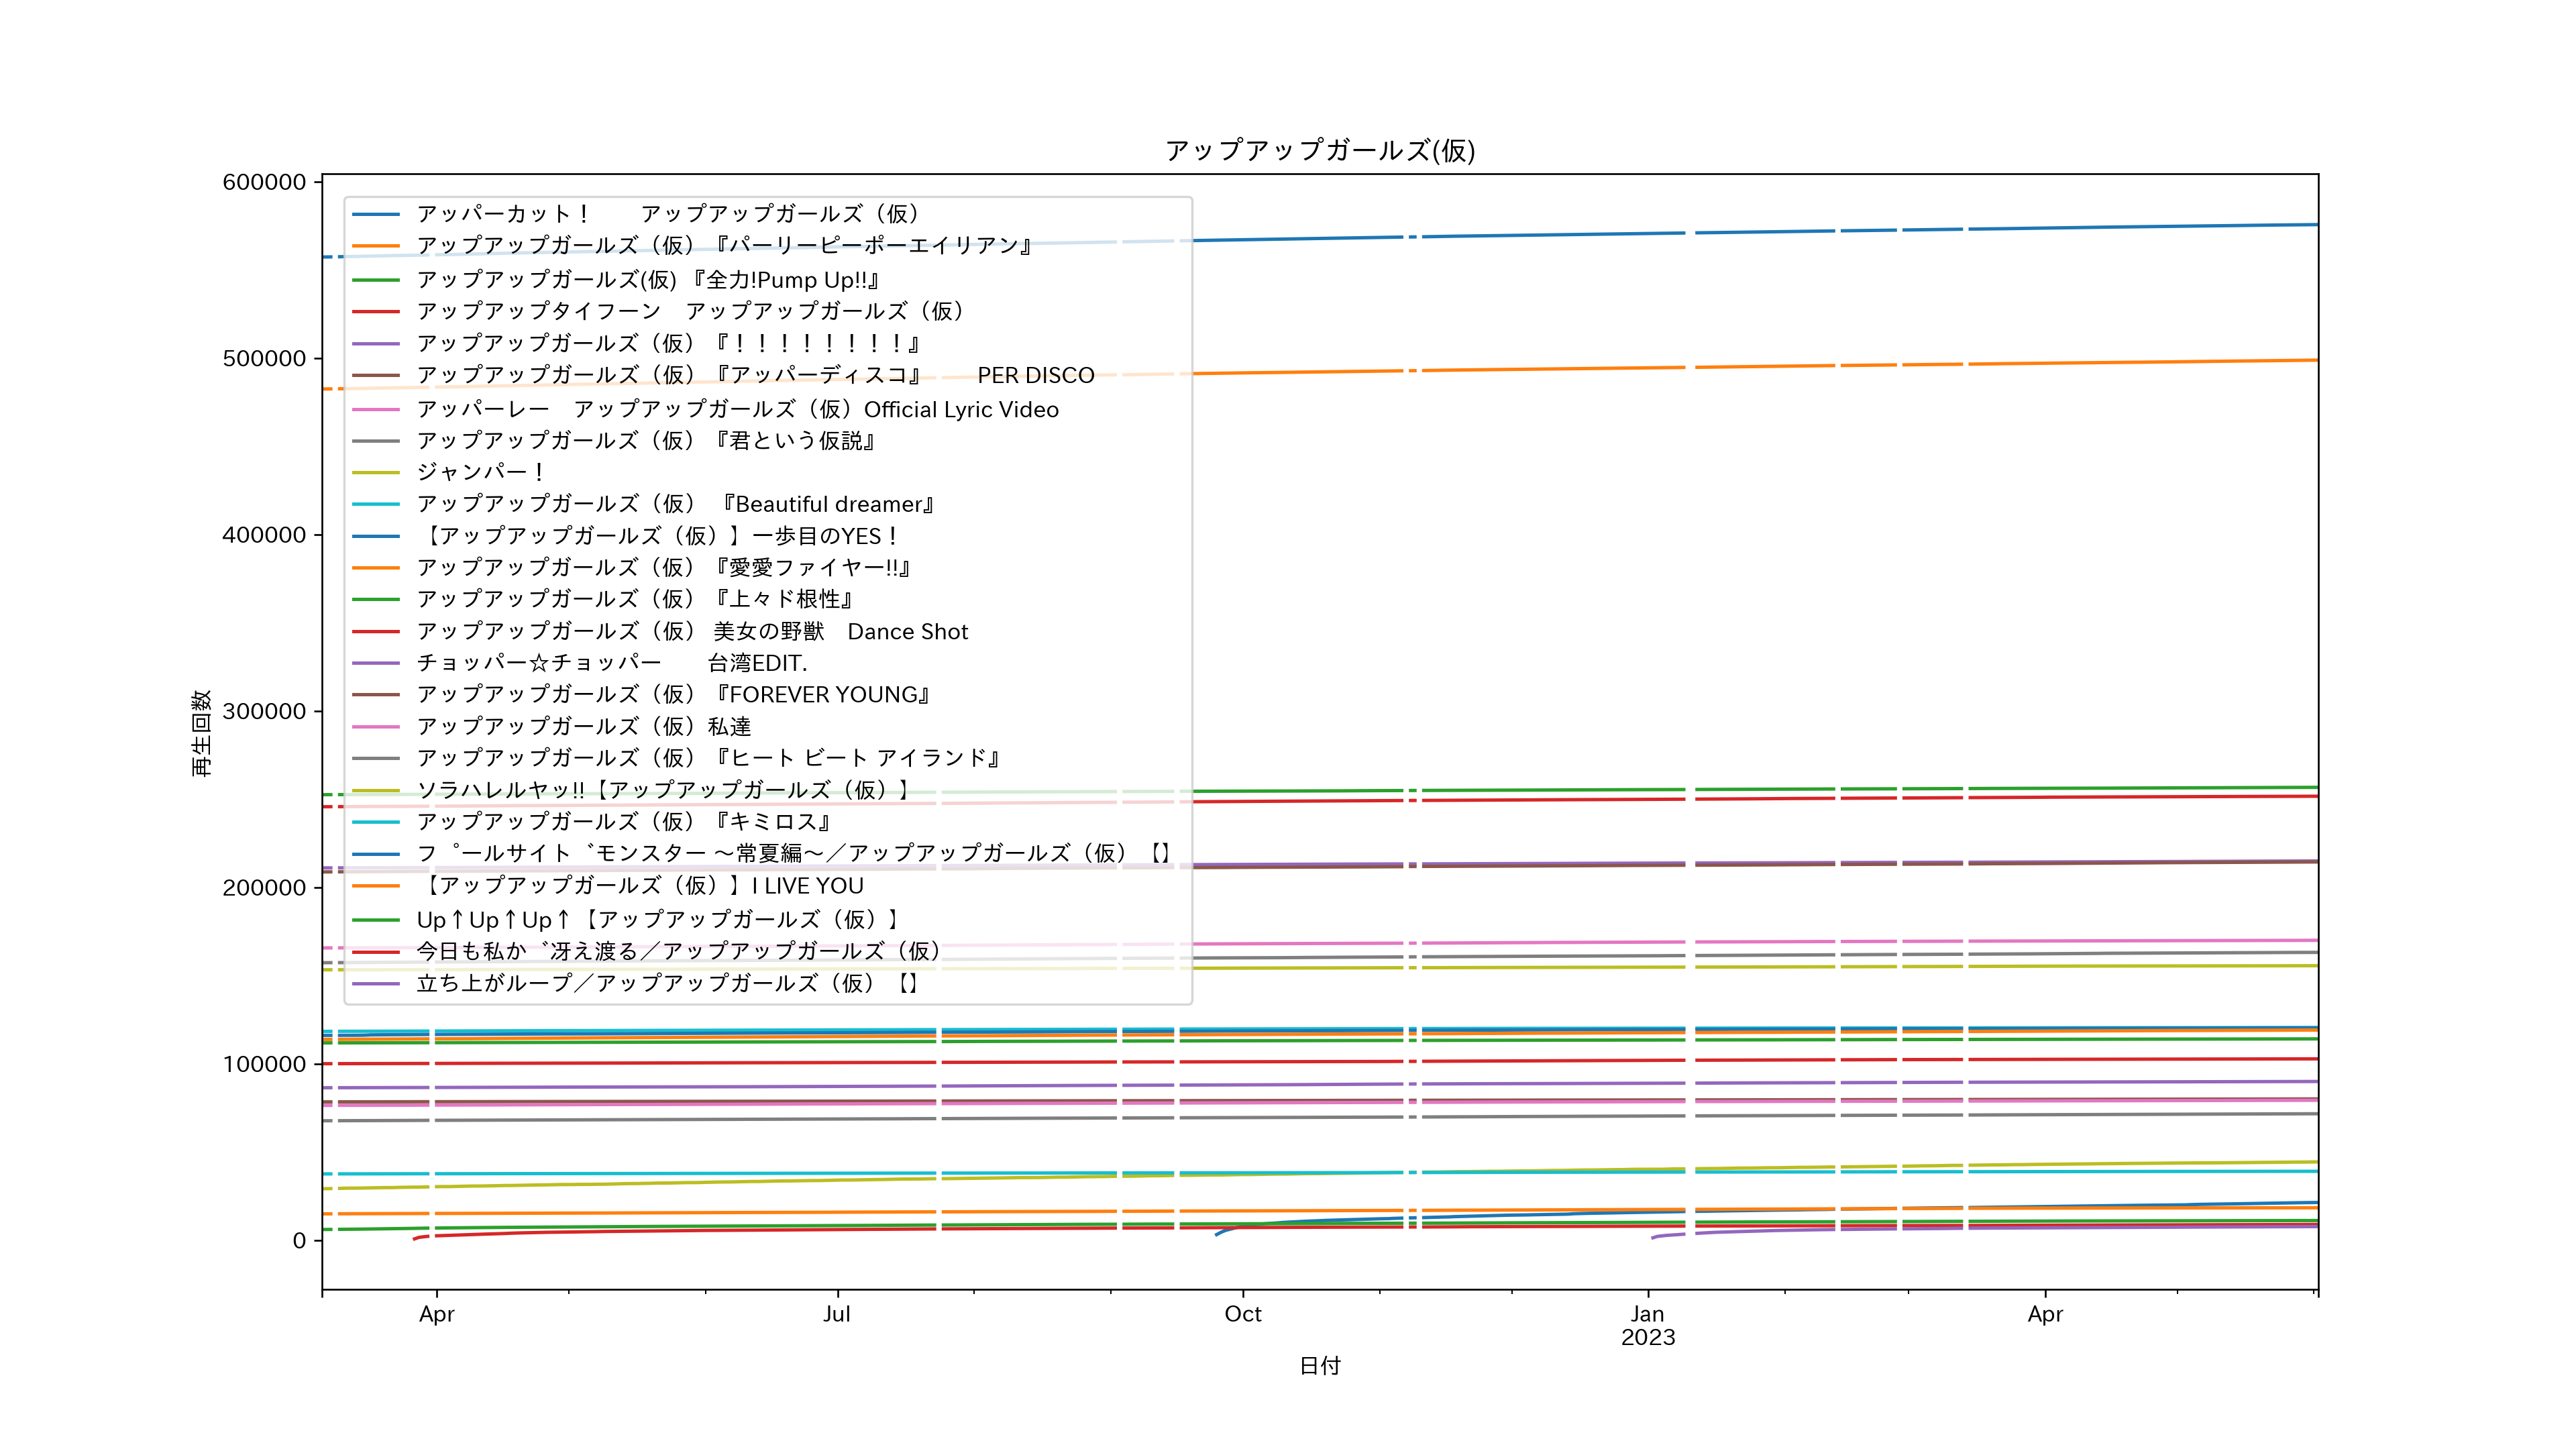 アップアップガールズ(仮)
600000
500000
400000
300000
200000
100000
0
再生回数
アッパーカット！　　アップアップガールズ（仮）
アップアップガールズ（仮）『パーリーピーポーエイリアン』
アップアップガールズ(仮) 『全力!Pump Up!!』
アップアップタイフーン　アップアップガールズ（仮）
アップアップガールズ（仮）『！！！！！！！！』
アップアップガールズ（仮）『アッパーディスコ』　　PER DISCO
アッパーレー　アップアップガールズ（仮）Official Lyric Video
アップアップガールズ（仮）『君という仮説』
ジャンパー！
アップアップガールズ（仮） 『Beautiful dreamer』
【アップアップガールズ（仮）】一歩目のYES！
アップアップガールズ（仮）『愛愛ファイヤー!!』
アップアップガールズ（仮）『上々ド根性』
アップアップガールズ（仮） 美女の野獣　Dance Shot
チョッパー☆チョッパー　　台湾EDIT.
アップアップガールズ（仮）『FOREVER YOUNG』
アップアップガールズ（仮）私達
アップアップガールズ（仮）『ヒート ビート アイランド』
ソラハレルヤッ!!【アップアップガールズ（仮）】
アップアップガールズ（仮）『キミロス』
フ゜ールサイト゛モンスター 〜常夏編〜／アップアップガールズ（仮）【】
【アップアップガールズ（仮）】I LIVE YOU
Up↑Up↑Up↑【アップアップガールズ（仮）】
今日も私か゛冴え渡る／アップアップガールズ（仮）
立ち上がループ／アップアップガールズ（仮）【】
Apr
Jul
Oct
Jan
2023
Apr
日付